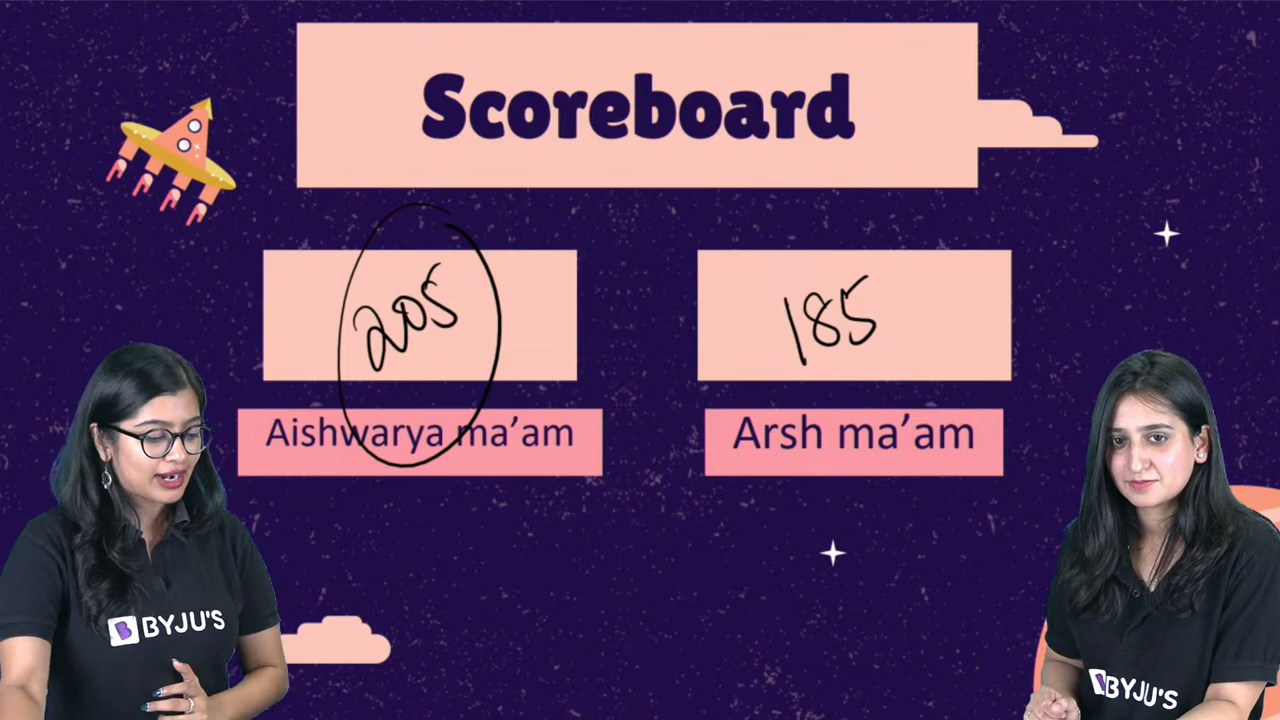 Scoreboard
205
185
Aishwarya ma’am
Arsh ma’am
BYJU'S
BYJU'S